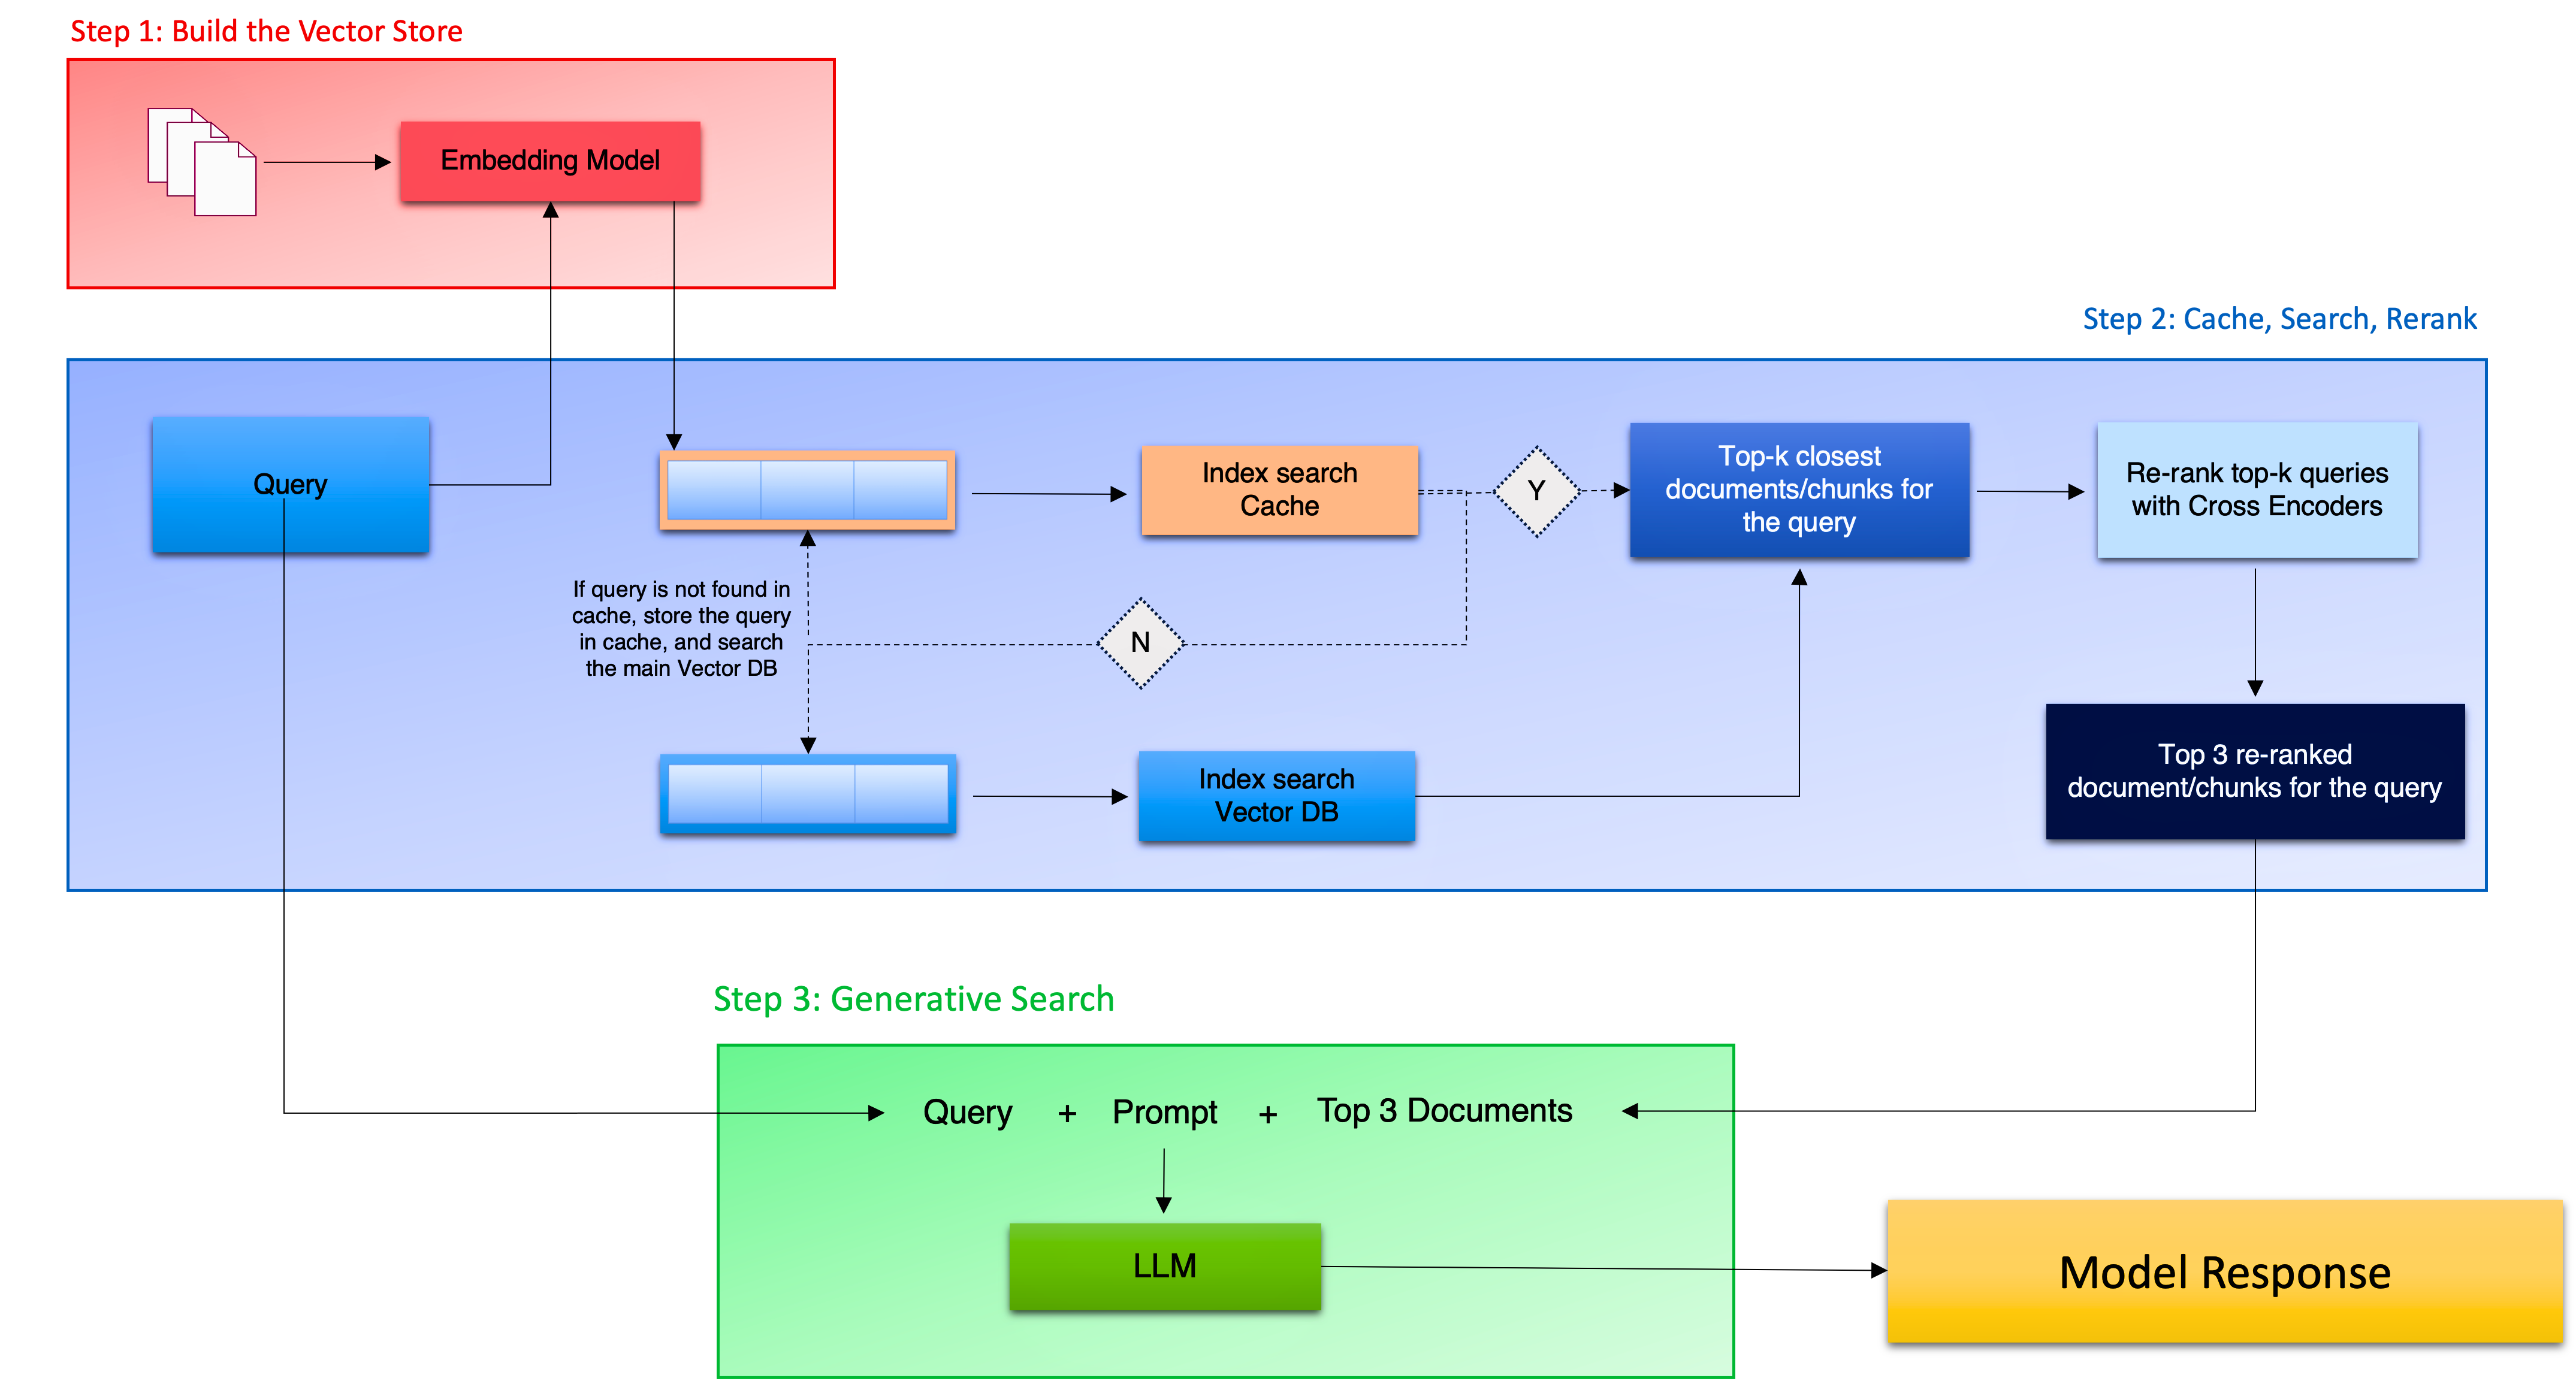 Step 1: Build the Vector Store
Embedding Model
Step 2: Cache, Search, Rerank
Query
Index search
Cache
Y
Top-k closest
documents/chunks for
the query
Re-rank top-k queries
with Cross Encoders
If query is not found in
cache, store the query
in cache, and search
the main Vector DB
N
Index search
Vector DB
Top 3 re-ranked
document/chunks for the query
Step 3: Generative Search
Query + Prompt + Top 3 Documents
LLM
Model Response